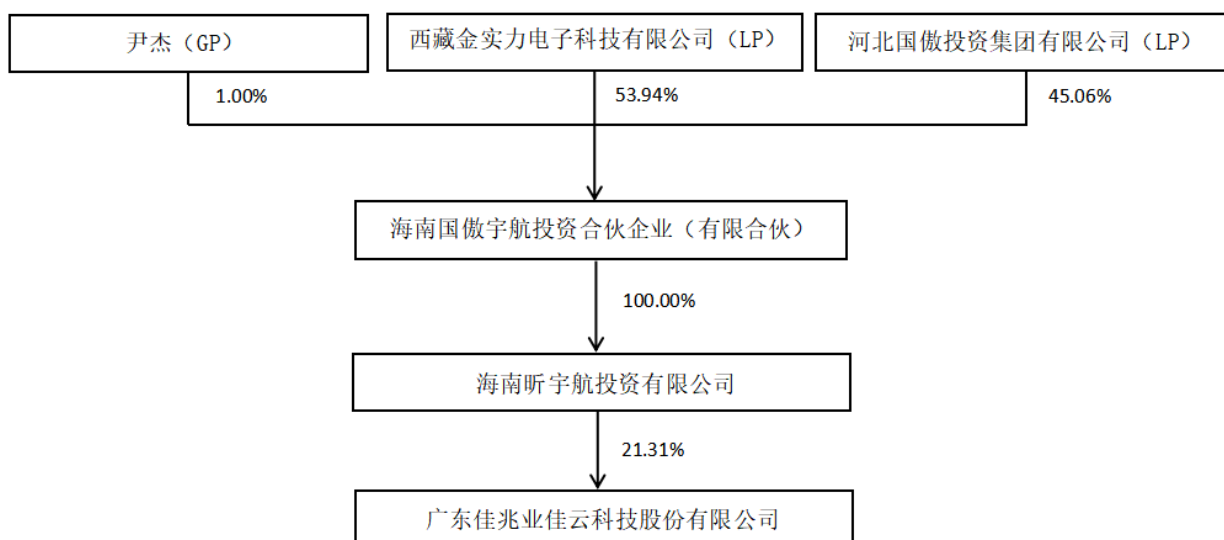 尹杰（GP）
西藏金实力电子科技有限公司（LP）
河北国傲投资集团有限公司（LP）
1.00%
53.94%
45.06%
海南国傲宇航投资合伙企业（有限合伙）
100.00%
海南昕宇航投资有限公司
21.31%
广东佳兆业佳云科技股份有限公司